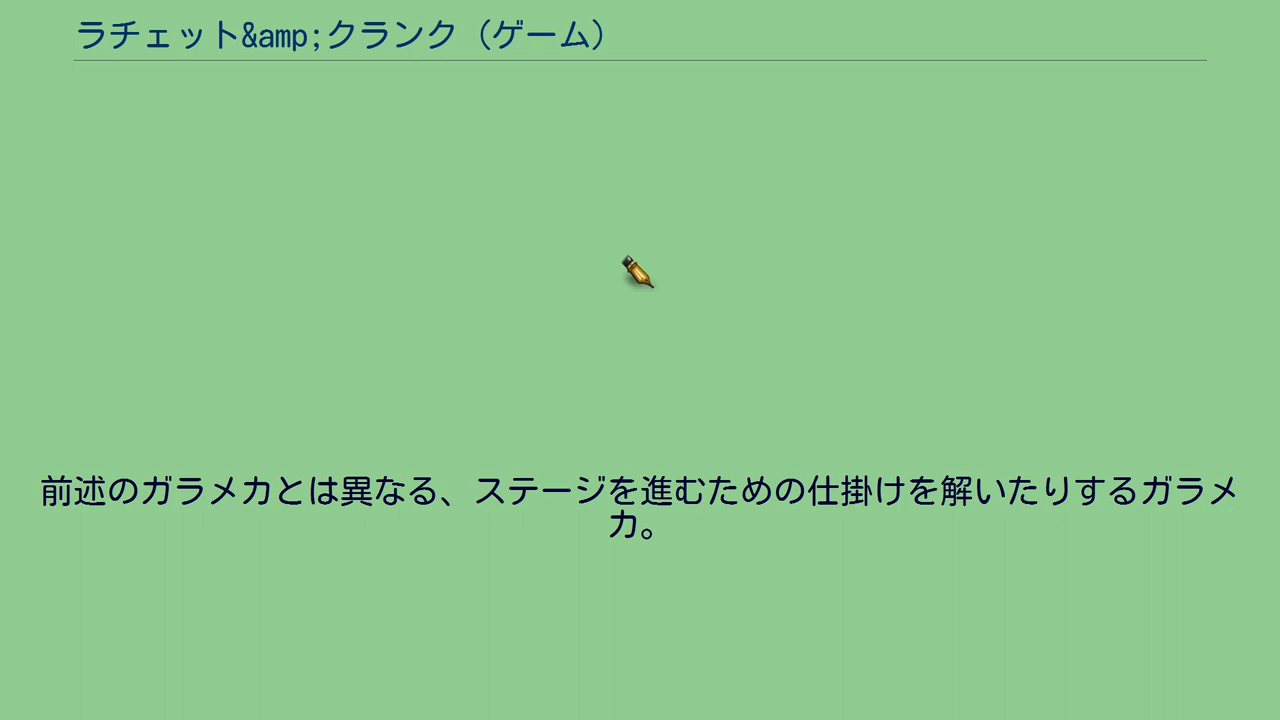 ラチェット&amp;クランク（ゲーム）
前述のガラメカとは異なる、ステージを進むための仕掛けを解いたりするガラメ
カ。